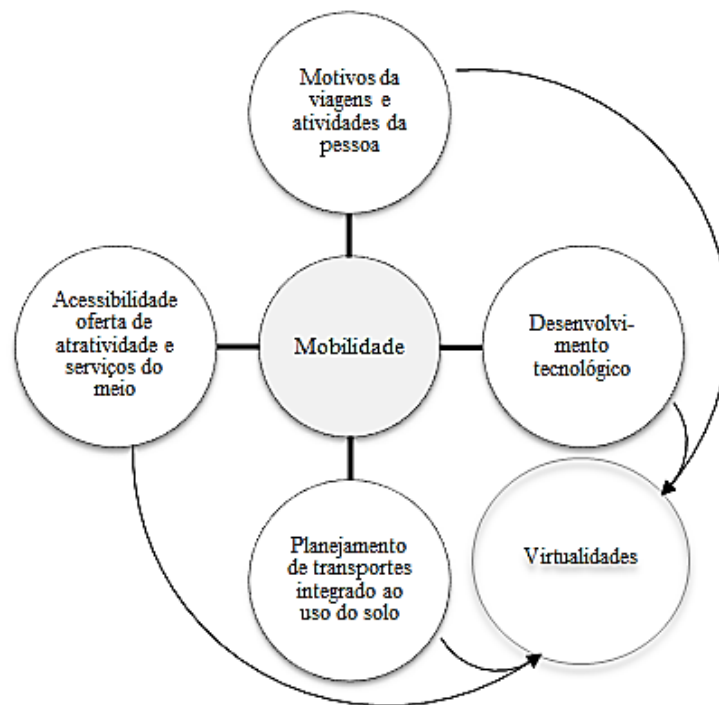 Motivos da
viagens e
atividades da
pessoa
Acessibilidade
oferta de
atratividade e
serviços do
meio
Mobilidade
Desenvolvi-
mento
tecnológico
Planejamento
de transportes
integrado ao
uso do solo
Virtualidades